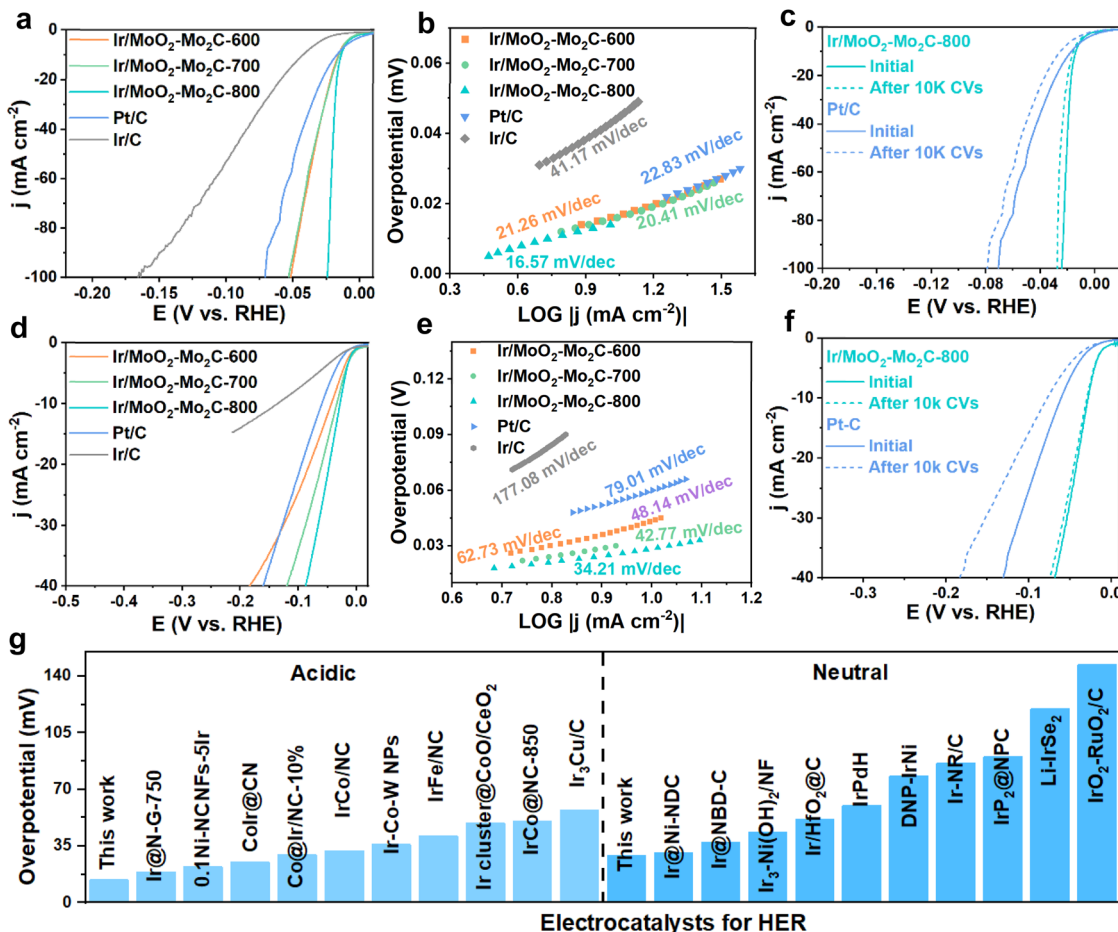 a
0
-20
-40
-60
-80
-100
j (mA cm⁻²)
Ir/MoO₂-Mo₂C-600
Ir/MoO₂-Mo₂C-700
Ir/MoO₂-Mo₂C-800
Pt/C
Ir/C
-0.20 -0.15 -0.10 -0.05 0.00
E (V vs. RHE)
b
0.08
0.06
0.04
0.02
0.00
Overpotential (mV)
Ir/MoO₂-Mo₂C-600
Ir/MoO₂-Mo₂C-700
Ir/MoO₂-Mo₂C-800
Pt/C
Ir/C
41.17 mV/dec
22.83 mV/dec
21.26 mV/dec
20.41 mV/dec
16.57 mV/dec
0.3 0.6 0.9 1.2 1.5
LOG |j (mA cm⁻²)|
c
0
-20
-40
-60
-80
-100
j (mA cm⁻²)
Ir/MoO₂-Mo₂C-800
Initial
After 10K CVs
Pt/C
Initial
After 10K CVs
-0.20 -0.16 -0.12 -0.08 -0.04 0.00
E (V vs. RHE)
d
0
-10
-20
-30
-40
j (mA cm⁻²)
Ir/MoO₂-Mo₂C-600
Ir/MoO₂-Mo₂C-700
Ir/MoO₂-Mo₂C-800
Pt/C
Ir/C
-0.5 -0.4 -0.3 -0.2 -0.1 0.0
E (V vs. RHE)
e
0.12
0.09
0.06
0.03
Overpotential (V)
Ir/MoO₂-Mo₂C-600
Ir/MoO₂-Mo₂C-700
Ir/MoO₂-Mo₂C-800
Pt/C
Ir/C
177.08 mV/dec
79.01 mV/dec
48.14 mV/dec
62.73 mV/dec
42.77 mV/dec
34.21 mV/dec
0.6 0.7 0.8 0.9 1.0 1.1 1.2
LOG |j (mA cm⁻²)|
f
0
-10
-20
-30
-40
j (mA cm⁻²)
Ir/MoO₂-Mo₂C-800
Initial
After 10k CVs
Pt-C
Initial
After 10k CVs
-0.3 -0.2 -0.1 0.0
E (V vs. RHE)
g
140
105
70
35
0
Overpotential (mV)
Acidic
Neutral
This work
Ir@N-G-750
0.1Ni-NCNFs-5Ir
CoIr@CN
Co@Ir/NC-10%
IrCo/NC
Ir-Co-W NPs
IrFe/NC
Ir cluster@CoO/CeO₂
IrCo@NC-850
Ir₃Cu/C
This work
Ir@Ni-NDC
Ir@NBD-C
Ir₃-Ni(OH)₂/NF
Ir/HfO₂@C
IrPdH
DNP-IrNi
Ir-NR/C
IrP₂@NPC
Li-IrSe₂
IrO₂-RuO₂/C
Electrocatalysts for HER